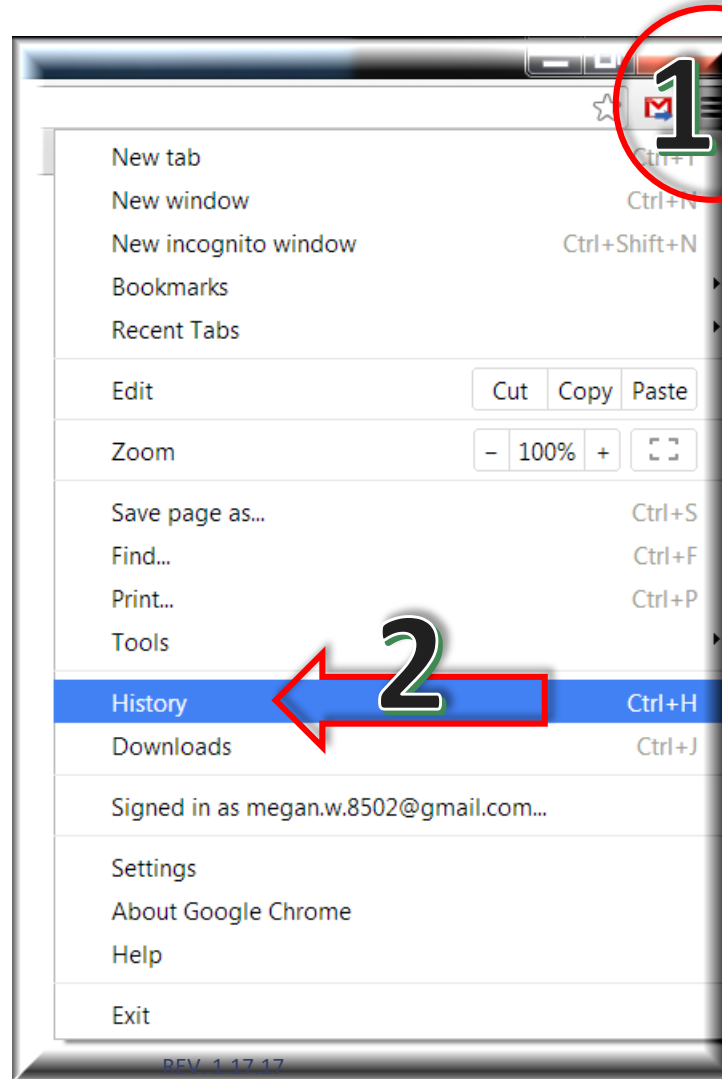 1
New tab Ctrl+T
New window Ctrl+N
New incognito window Ctrl+Shift+N
Bookmarks
Recent Tabs
Edit Cut Copy Paste
Zoom - 100% +
Save page as... Ctrl+S
Find... Ctrl+F
Print... Ctrl+P
Tools
2
History Ctrl+H
Downloads Ctrl+J
Signed in as megan.w.8502@gmail.com...
Settings
About Google Chrome
Help
Exit
REV. 1.17.17